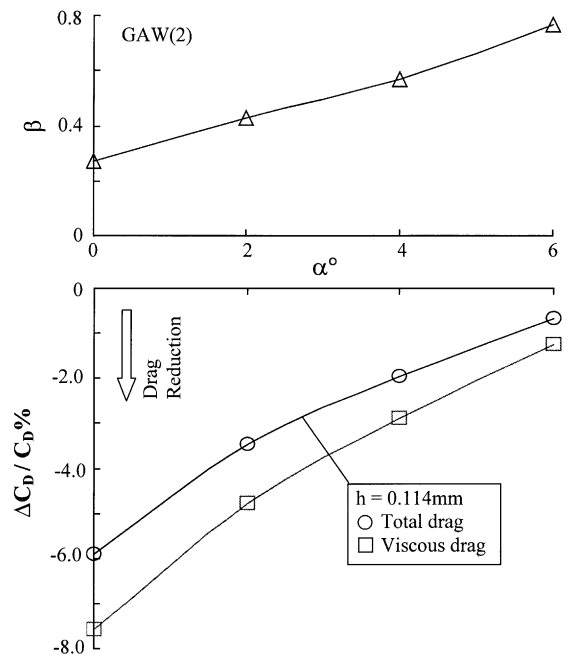 0.8
GAW(2)
β
0.4
0
0
2
4
6
α°
0
Drag
Reduction
-2.0
ΔC_D / C_D%
-4.0
h = 0.114mm
Total drag
Viscous drag
-6.0
-8.0